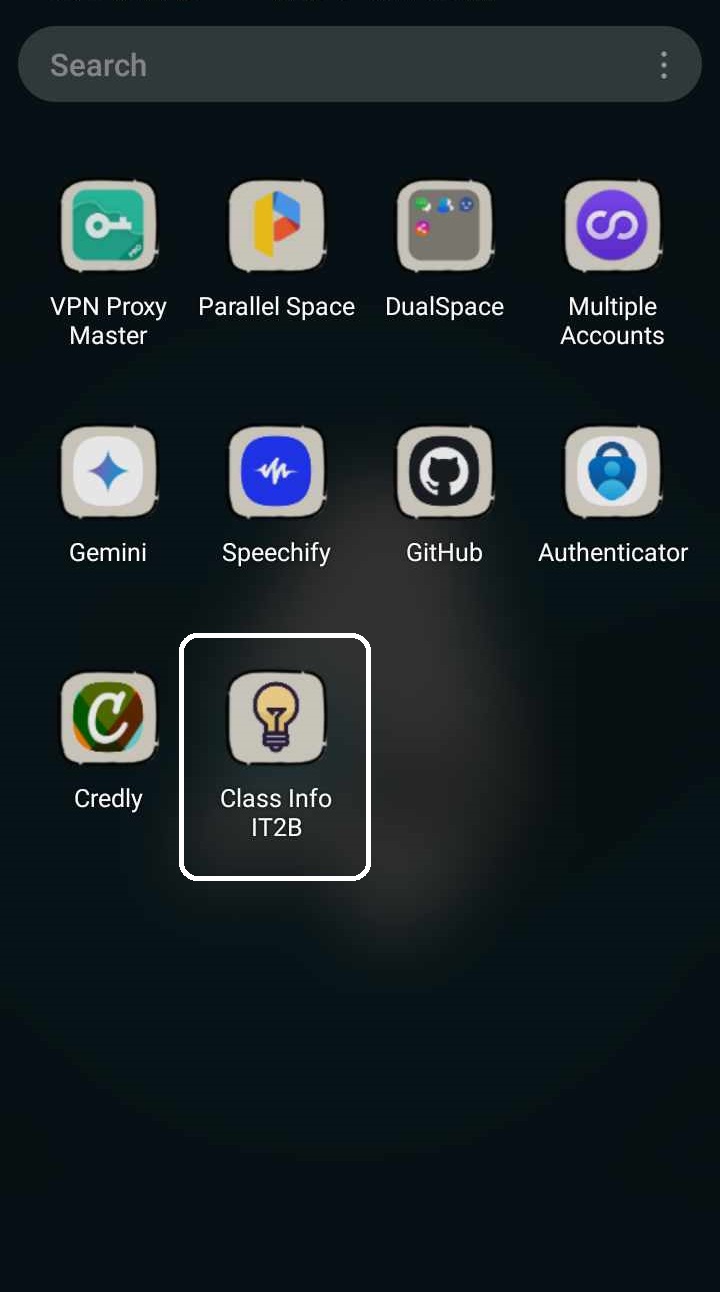 Search
VPN Proxy
Master
Parallel Space
DualSpace
Multiple
Accounts
Gemini
Speechify
GitHub
Authenticator
Credly
Class Info
IT2B